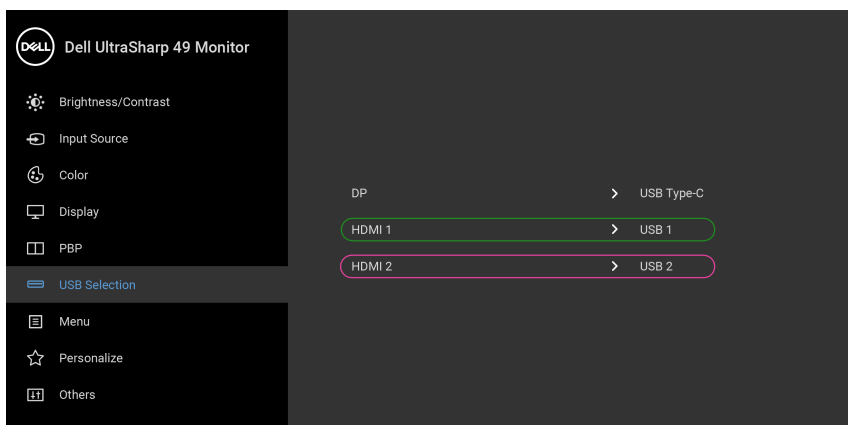 DELL
Dell UltraSharp 49 Monitor
Brightness/Contrast
Input Source
Color
Display
PBP
USB Selection
Menu
Personalize
Others
DP > USB Type-C
HDMI 1 > USB 1
HDMI 2 > USB 2